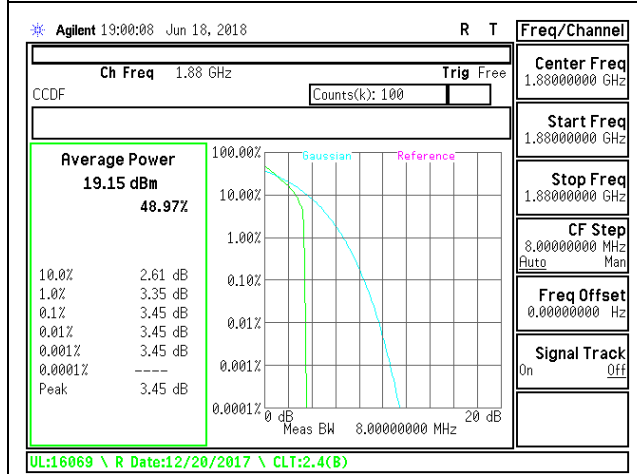 Agilent 19:00:08 Jun 18, 2018 R T
Ch Freq 1.88 GHz Trig Free
CCDF Counts(k): 100
Average Power
19.15 dBm
48.97%
10.0% 2.61 dB
1.0% 3.35 dB
0.1% 3.45 dB
0.01% 3.45 dB
0.001% 3.45 dB
0.0001% ----
Peak 3.45 dB
Gaussian Reference
100.00%
10.00%
1.00%
0.10%
0.01%
0.001%
0.0001%
0 dB 20 dB
Meas BW 8.00000000 MHz
Freq/Channel
Center Freq
1.88000000 GHz
Start Freq
1.88000000 GHz
Stop Freq
1.88000000 GHz
CF Step
8.00000000 MHz
Auto Man
Freq Offset
0.00000000 Hz
Signal Track
On Off
UL:16069 \ R Date:12/20/2017 \ CLT:2.4(B)